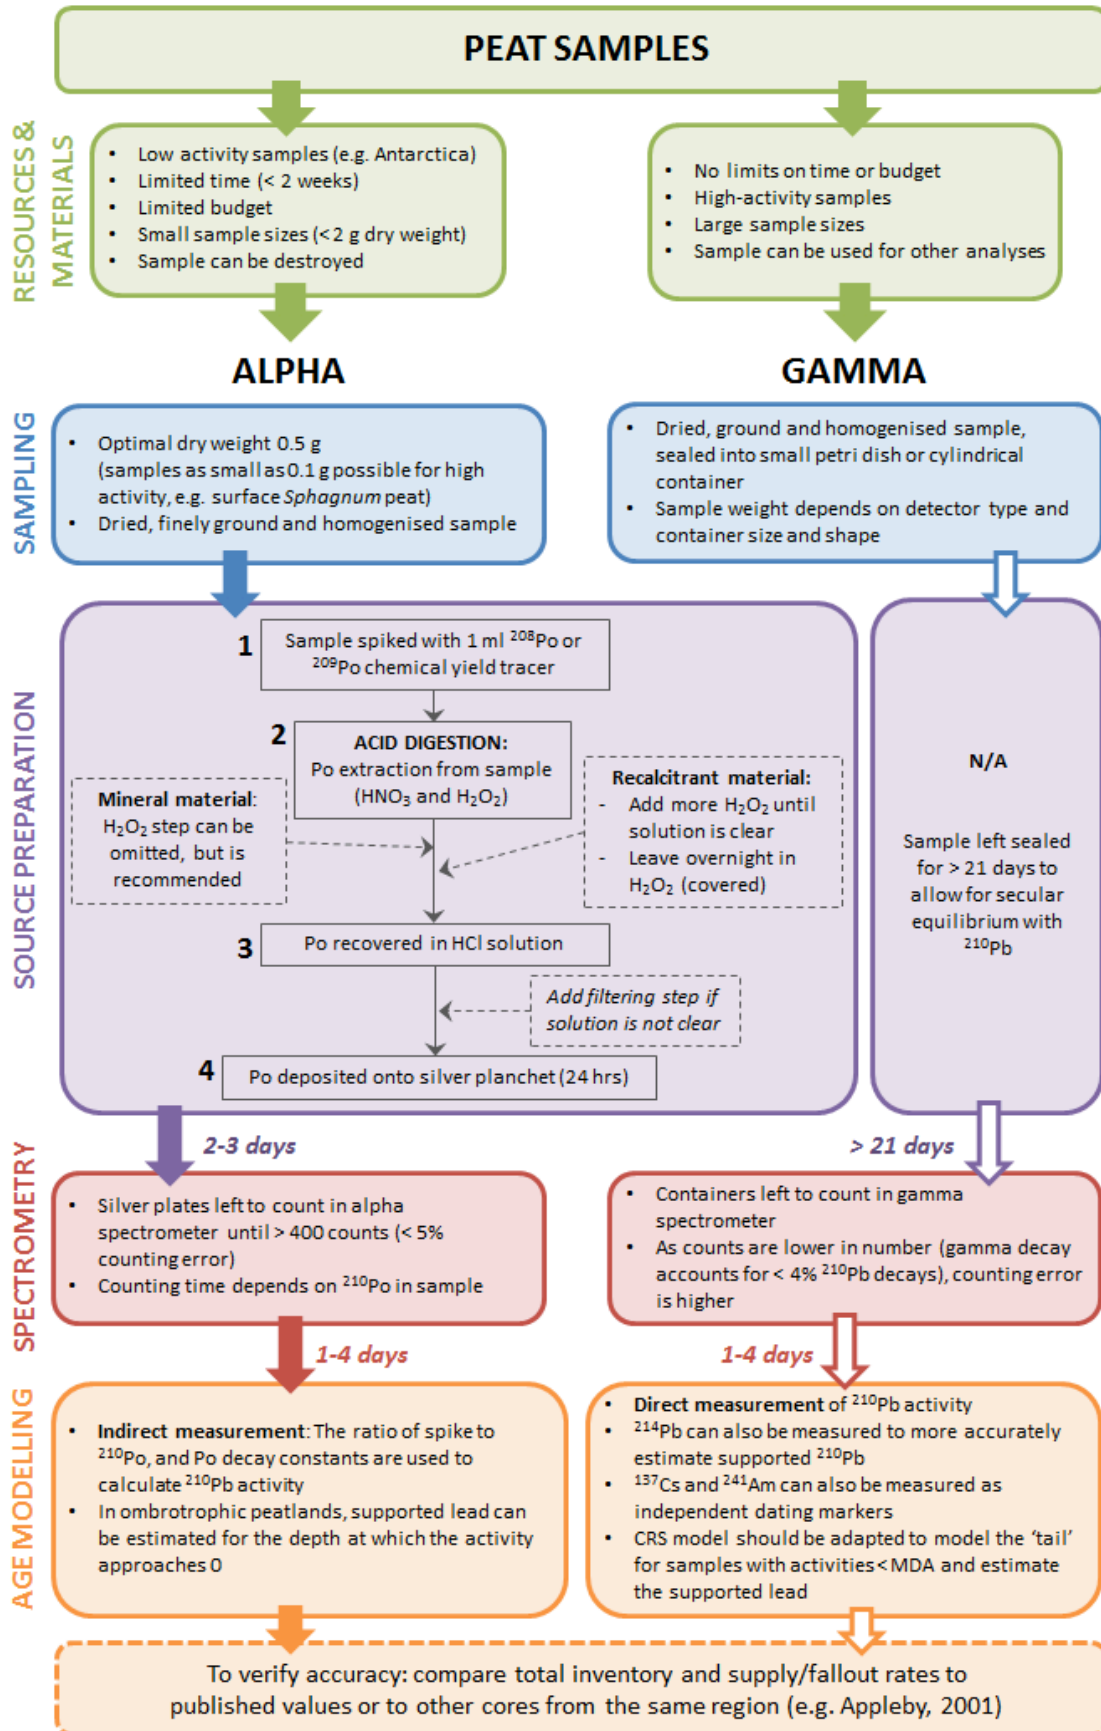 PEAT SAMPLES
RESOURCES &
MATERIALS
• Low activity samples (e.g. Antarctica)
• Limited time (< 2 weeks)
• Limited budget
• Small sample sizes (<2 g dry weight)
• Sample can be destroyed
• No limits on time or budget
• High-activity samples
• Large sample sizes
• Sample can be used for other analyses
ALPHA
GAMMA
SAMPLING
• Optimal dry weight 0.5 g
(samples as small as 0.1 g possible for high
activity, e.g. surface Sphagnum peat)
• Dried, finely ground and homogenised sample
• Dried, ground and homogenised sample,
sealed into small petri dish or cylindrical
container
• Sample weight depends on detector type and
container size and shape
SOURCE PREPARATION
1
Sample spiked with 1 ml ²⁰⁸Po or
²⁰⁹Po chemical yield tracer
2
ACID DIGESTION:
Po extraction from sample
(HNO₃ and H₂O₂)
Mineral material:
H₂O₂ step can be
omitted, but is
recommended
Recalcitrant material:
- Add more H₂O₂ until
solution is clear
- Leave overnight in
H₂O₂ (covered)
3
Po recovered in HCl solution
Add filtering step if
solution is not clear
4
Po deposited onto silver planchet (24 hrs)
N/A
Sample left sealed
for > 21 days to
allow for secular
equilibrium with
²¹⁰Pb
2-3 days
> 21 days
SPECTROMETRY
• Silver plates left to count in alpha
spectrometer until > 400 counts (< 5%
counting error)
• Counting time depends on ²¹⁰Po in sample
• Containers left to count in gamma
spectrometer
• As counts are lower in number (gamma decay
accounts for < 4% ²¹⁰Pb decays), counting error
is higher
1-4 days
1-4 days
AGE MODELLING
• Indirect measurement: The ratio of spike to
²¹⁰Po, and Po decay constants are used to
calculate ²¹⁰Pb activity
• In ombrotrophic peatlands, supported lead can
be estimated for the depth at which the activity
approaches 0
• Direct measurement of ²¹⁰Pb activity
• ²¹⁴Pb can also be measured to more accurately
estimate supported ²¹⁰Pb
• ¹³⁷Cs and ²⁴¹Am can also be measured as
independent dating markers
• CRS model should be adapted to model the ‘tail’
for samples with activities < MDA and estimate
the supported lead
To verify accuracy: compare total inventory and supply/fallout rates to
published values or to other cores from the same region (e.g. Appleby, 2001)